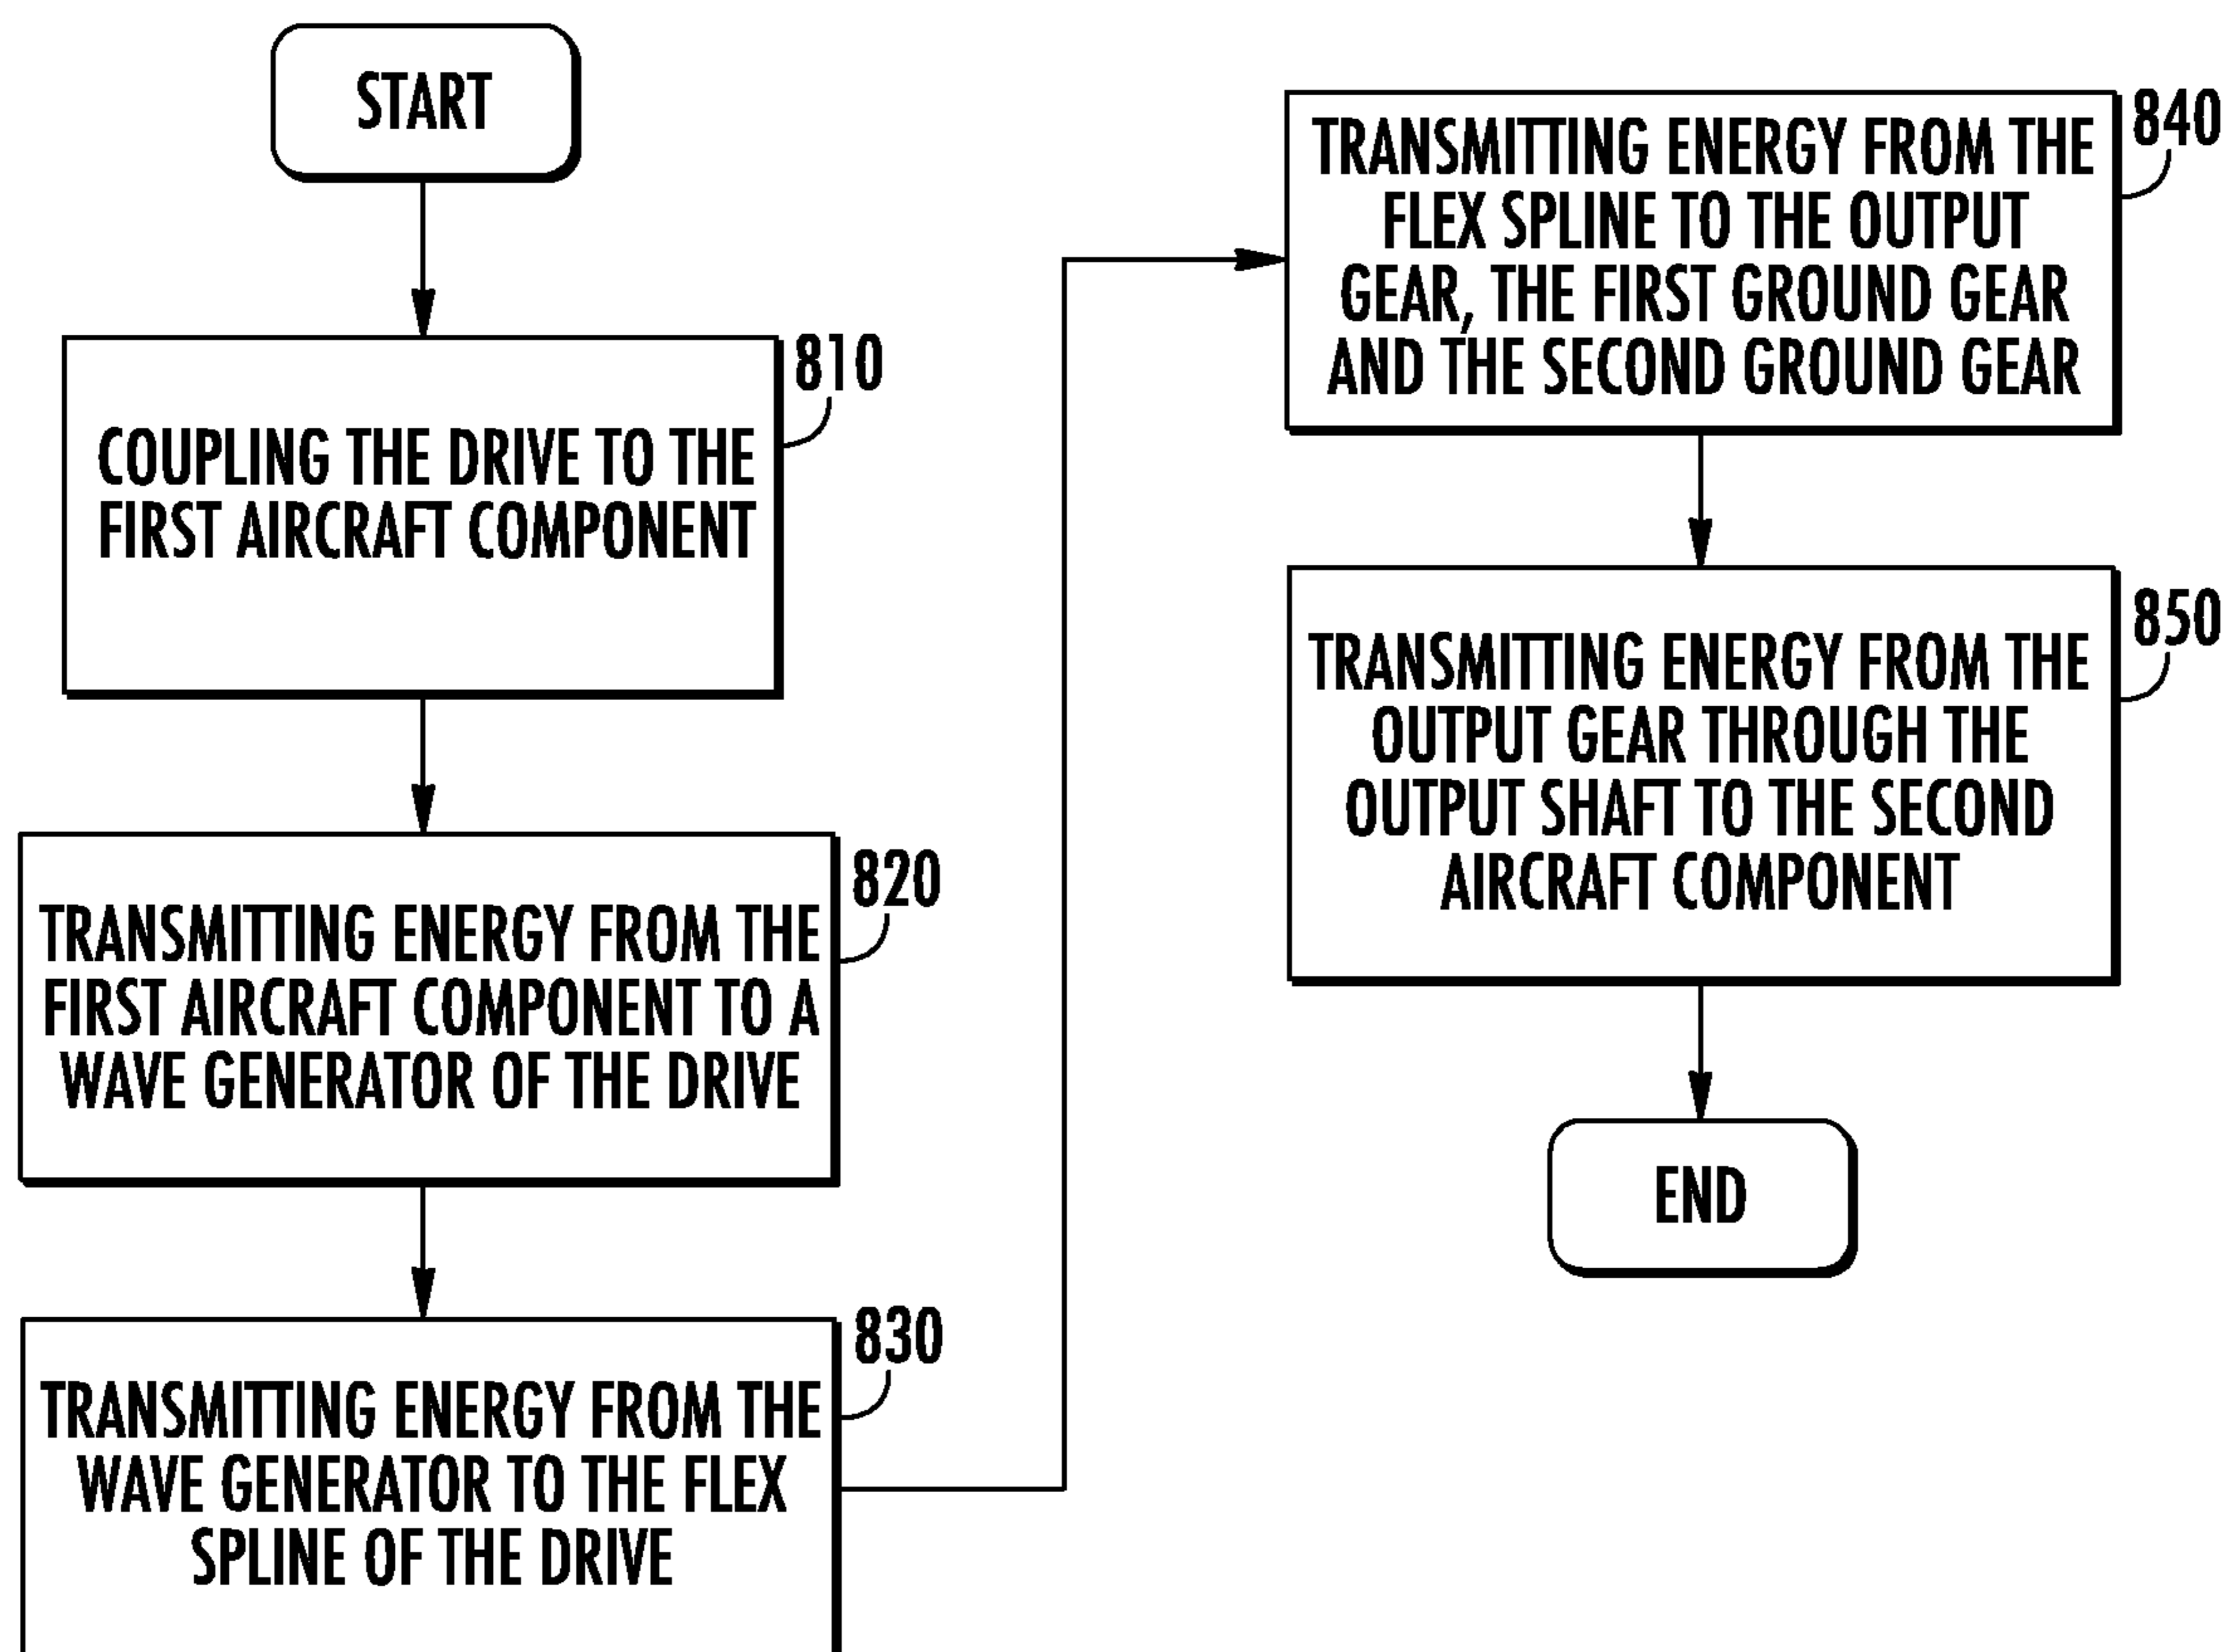 START
810
COUPLING THE DRIVE TO THE
FIRST AIRCRAFT COMPONENT
820
TRANSMITTING ENERGY FROM THE
FIRST AIRCRAFT COMPONENT TO A
WAVE GENERATOR OF THE DRIVE
830
TRANSMITTING ENERGY FROM THE
WAVE GENERATOR TO THE FLEX
SPLINE OF THE DRIVE
840
TRANSMITTING ENERGY FROM THE
FLEX SPLINE TO THE OUTPUT
GEAR, THE FIRST GROUND GEAR
AND THE SECOND GROUND GEAR
850
TRANSMITTING ENERGY FROM THE
OUTPUT GEAR THROUGH THE
OUTPUT SHAFT TO THE SECOND
AIRCRAFT COMPONENT
END